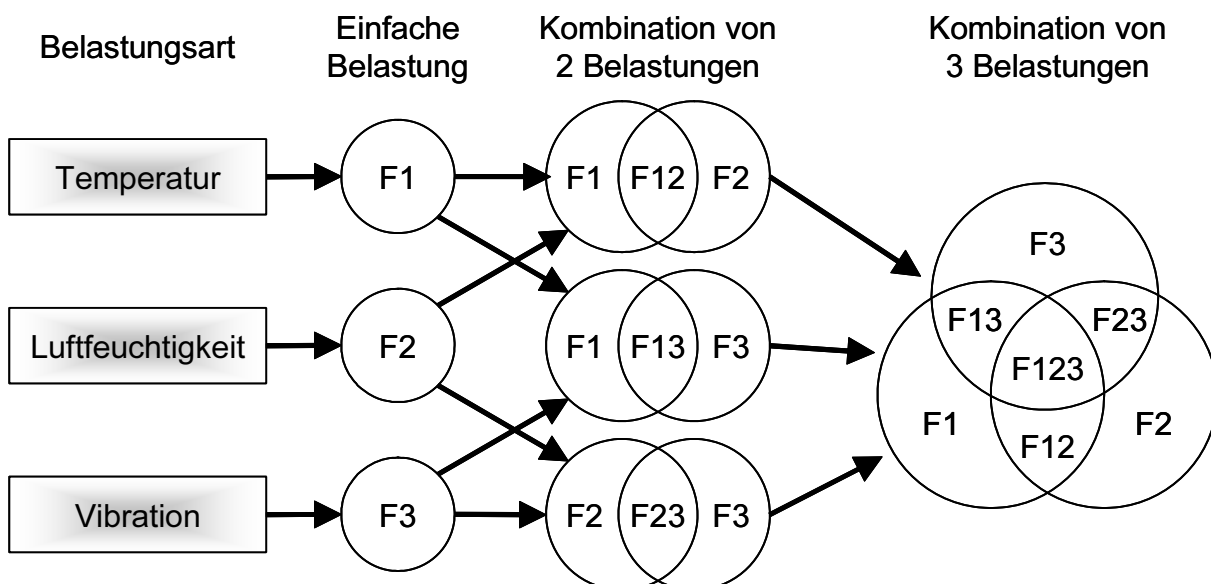 Belastungsart
Einfache
Belastung
Kombination von
2 Belastungen
Kombination von
3 Belastungen
Temperatur
F1
F1
F12
F2
Luftfeuchtigkeit
F2
F1
F13
F3
Vibration
F3
F2
F23
F3
F3
F13
F23
F123
F1
F12
F2